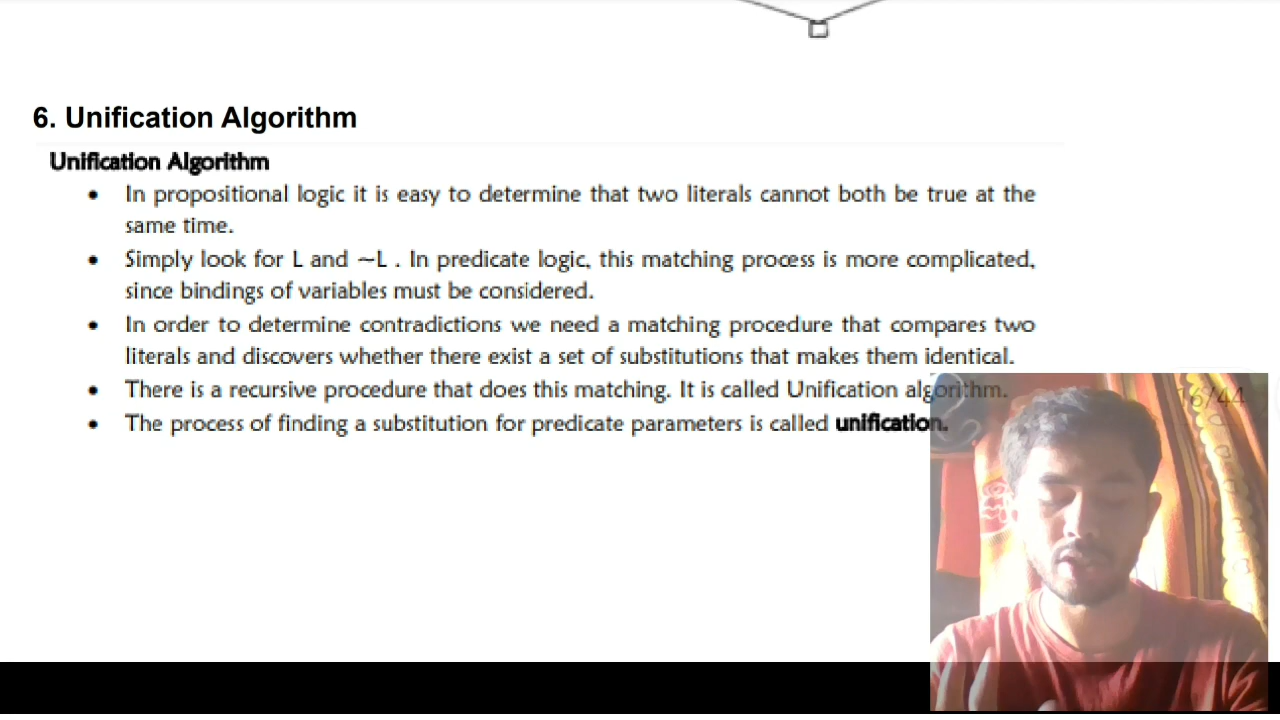 6. Unification Algorithm
Unification Algorithm
• In propositional logic it is easy to determine that two literals cannot both be true at the
same time.
• Simply look for L and ~L . In predicate logic, this matching process is more complicated,
since bindings of variables must be considered.
• In order to determine contradictions we need a matching procedure that compares two
literals and discovers whether there exist a set of substitutions that makes them identical.
• There is a recursive procedure that does this matching. It is called Unification algorithm.
16/44
• The process of finding a substitution for predicate parameters is called unification.